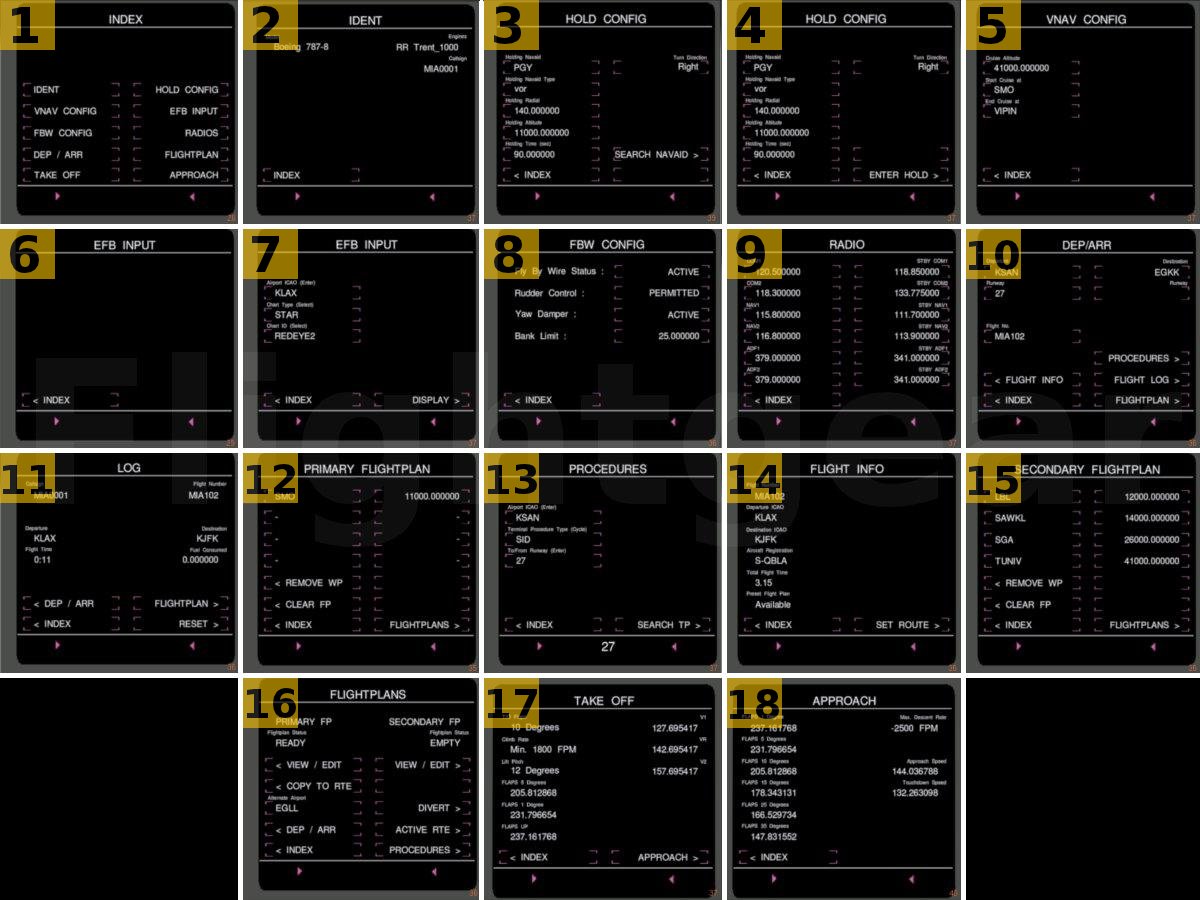 1
INDEX
IDENT HOLD CONFIG
VNAV CONFIG EFB INPUT
FBW CONFIG RADIOS
DEP / ARR FLIGHTPLAN
TAKE OFF APPROACH
2
IDENT
Engines
Boeing 787-8 RR Trent_1000
Callsign
MIA0001
INDEX
3
HOLD CONFIG
Holding Navaid Turn Direction
PGY Right
Holding Navaid Type
vor
Holding Radial
140.000000
Holding Altitude
11000.000000
Holding Time (sec)
90.000000 SEARCH NAVAID >
< INDEX
4
HOLD CONFIG
Holding Navaid Turn Direction
PGY Right
Holding Navaid Type
vor
Holding Radial
140.000000
Holding Altitude
11000.000000
Holding Time (sec)
90.000000
< INDEX ENTER HOLD >
5
VNAV CONFIG
Cruise Altitude
41000.000000
Start Cruise at
SMO
End Cruise at
VIPIN
< INDEX
6
EFB INPUT
< INDEX
7
EFB INPUT
Airport ICAO (Enter)
KLAX
Chart Type (Select)
STAR
Chart ID (Select)
REDEYE2
< INDEX DISPLAY >
8
FBW CONFIG
Fly By Wire Status : ACTIVE
Rudder Control : PERMITTED
Yaw Damper : ACTIVE
Bank Limit : 25.000000
< INDEX
9
RADIO
COM1 STBY COM1
120.500000 118.850000
COM2 STBY COM2
118.300000 133.775000
NAV1 STBY NAV1
115.800000 111.700000
NAV2 STBY NAV2
116.800000 113.900000
ADF1 STBY ADF1
379.000000 341.000000
ADF2 STBY ADF2
379.000000 341.000000
< INDEX
10
DEP/ARR
Destination
KSAN EGKK
Runway Runway
27
Flight No.
MIA102
PROCEDURES >
< FLIGHT INFO FLIGHT LOG >
< INDEX FLIGHTPLAN >
11
LOG
Callsign Flight Number
MIA0001 MIA102
Departure Destination
KLAX KJFK
Flight Time Fuel Consumed
0:11 0.000000
< DEP / ARR FLIGHTPLAN >
< INDEX RESET >
12
PRIMARY FLIGHTPLAN
SMO 11000.000000
- -
- -
- -
< REMOVE WP
< CLEAR FP
< INDEX FLIGHTPLANS >
13
PROCEDURES
Airport ICAO (Enter)
KSAN
Terminal Procedure Type (Cycle)
SID
To/From Runway (Enter)
27
< INDEX SEARCH TP >
27
14
FLIGHT INFO
Flight Number
MIA102
Departure ICAO
KLAX
Destination ICAO
KJFK
Aircraft Registration
S-QBLA
Total Flight Time
3.15
Preset Flight Plan
Available
< INDEX SET ROUTE >
15
SECONDARY FLIGHTPLAN
LBL 12000.000000
SAWKL 14000.000000
SGA 26000.000000
TUNIV 41000.000000
< REMOVE WP
< CLEAR FP
< INDEX FLIGHTPLANS >
16
FLIGHTPLANS
PRIMARY FP SECONDARY FP
Flightplan Status Flightplan Status
READY EMPTY
< VIEW / EDIT VIEW / EDIT >
< COPY TO RTE
Alternate Airport
EGLL DIVERT >
< DEP / ARR ACTIVE RTE >
< INDEX PROCEDURES >
17
TAKE OFF
V1
10 Degrees 127.695417
Climb Rate VR
Min. 1800 FPM 142.695417
Lift Pitch V2
12 Degrees 157.695417
FLAPS 5 Degrees
205.812868
FLAPS 1 Degree
231.796654
FLAPS UP
237.161768
< INDEX APPROACH >
18
APPROACH
Max. Descent Rate
237.161768 -2500 FPM
FLAPS 5 Degrees
231.796654
FLAPS 10 Degrees Approach Speed
205.812868 144.036788
FLAPS 15 Degrees Touchdown Speed
178.343131 132.263098
FLAPS 25 Degrees
166.529734
FLAPS 35 Degrees
147.831552
< INDEX
Flightgear